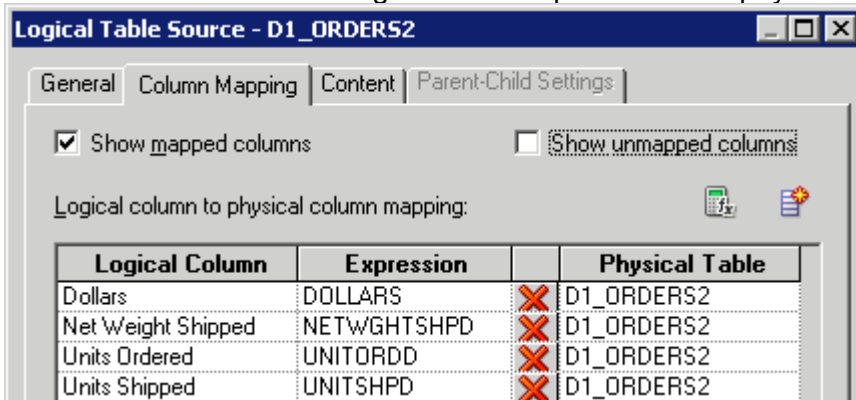 Logical Table Source - D1_ORDERS2
General Column Mapping Content Parent-Child Settings
Show mapped columns Show unmapped columns
Logical column to physical column mapping:
Logical Column Expression Physical Table
Dollars DOLLARS D1_ORDERS2
Net Weight Shipped NETWGHTSHPD D1_ORDERS2
Units Ordered UNITORDD D1_ORDERS2
Units Shipped UNITSHPD D1_ORDERS2